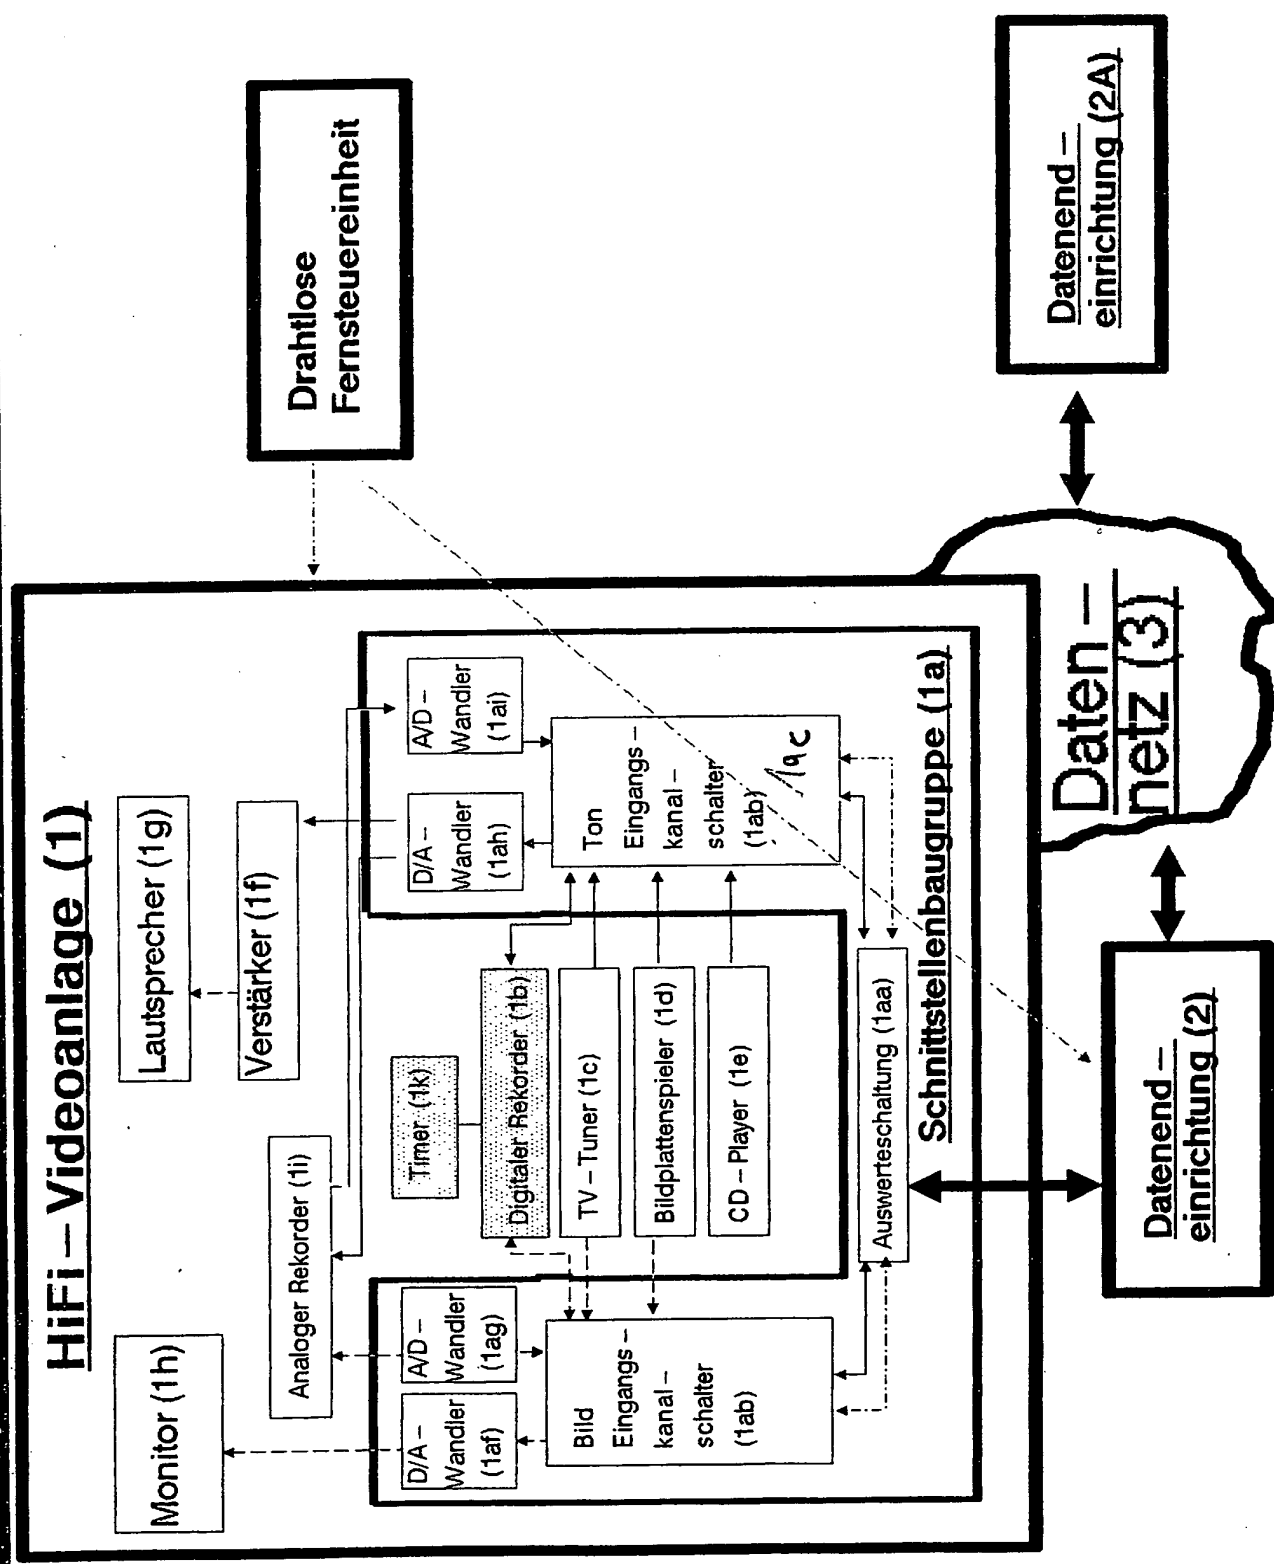 HiFi – Videoanlage (1)
Monitor (1h)
Lautsprecher (1g)
Verstärker (1f)
Analoger Rekorder (1i)
Drahtlose
Fernsteuereinheit
D/A –
Wandler
(1af)
A/D –
Wandler
(1ag)
Timer (1k)
D/A –
Wandler
(1ah)
A/D –
Wandler
(1ai)
Digitaler Rekorder (1b)
TV – Tuner (1c)
Bildplattenspieler (1d)
CD – Player (1e)
Bild
Eingangs –
kanal –
schalter
(1ab)
Ton
Eingangs –
kanal –
schalter
(1ab)
1ac
Auswerteschaltung (1aa)
Schnittstellenbaugruppe (1a)
Datenend –
einrichtung (2)
Daten –
netz (3)
Datenend –
einrichtung (2A)